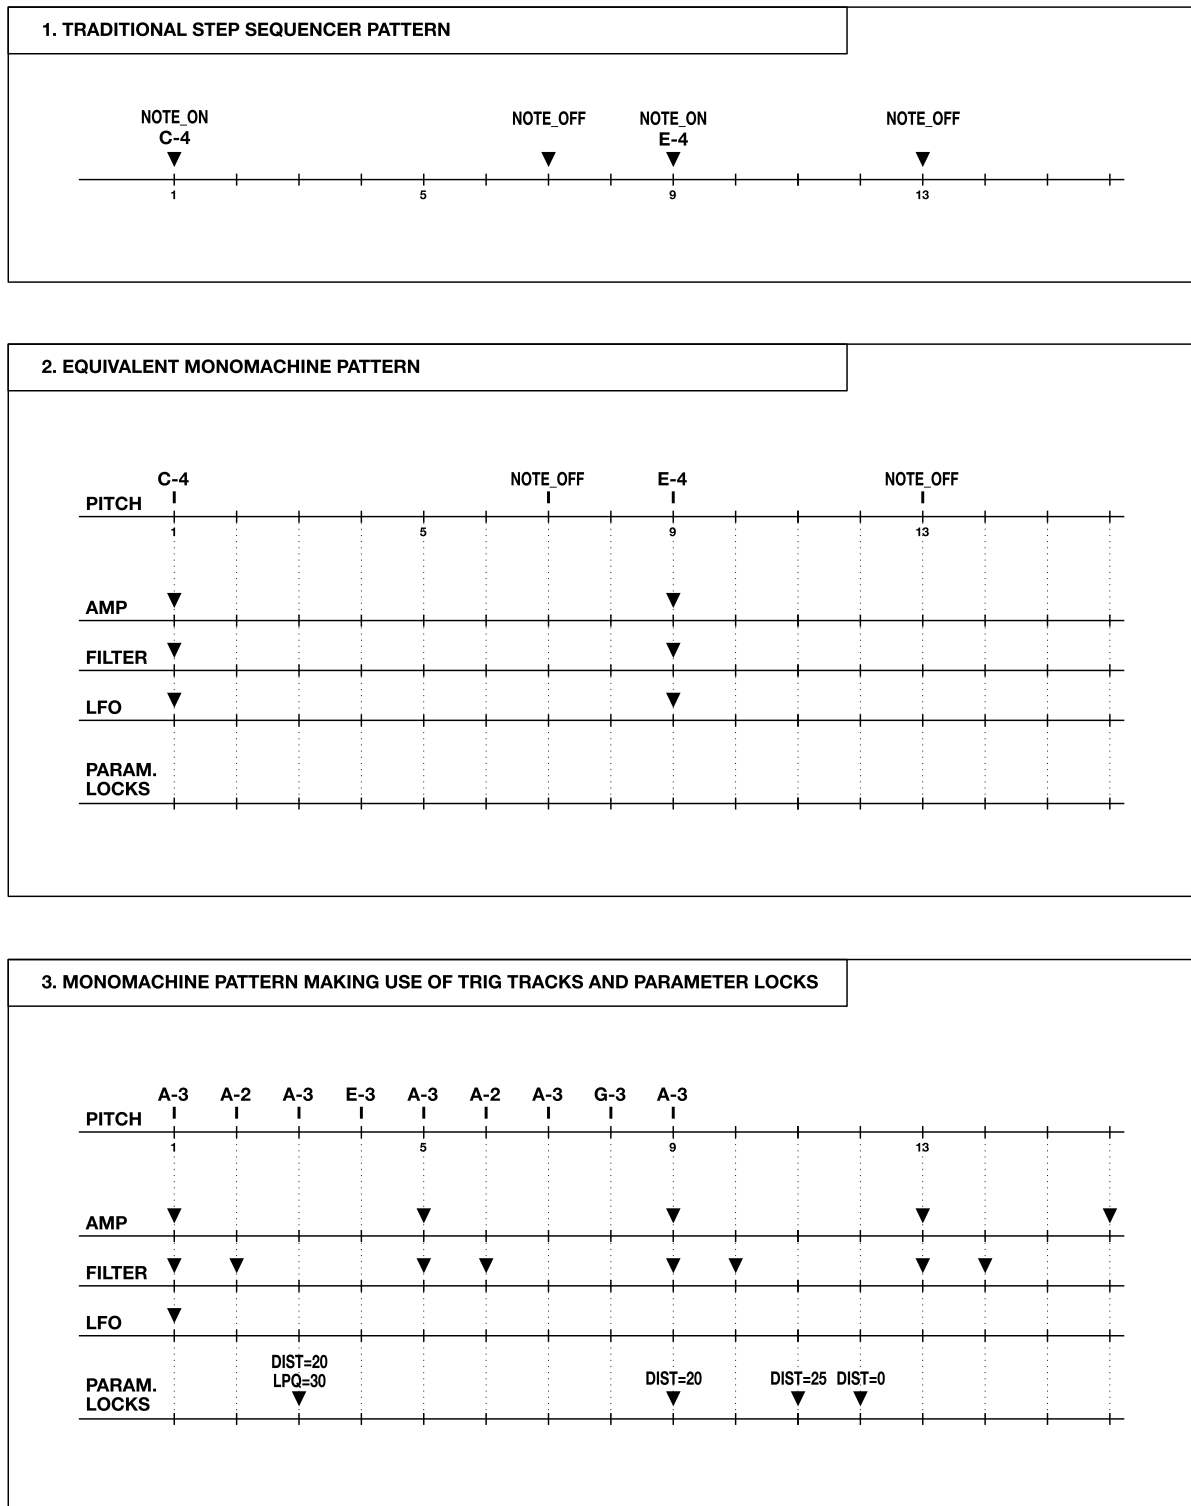 1. TRADITIONAL STEP SEQUENCER PATTERN
NOTE_ON NOTE_OFF NOTE_ON NOTE_OFF
C-4 E-4
1 5 9 13
2. EQUIVALENT MONOMACHINE PATTERN
C-4 NOTE_OFF E-4 NOTE_OFF
PITCH
1 5 9 13
AMP
FILTER
LFO
PARAM.
LOCKS
3. MONOMACHINE PATTERN MAKING USE OF TRIG TRACKS AND PARAMETER LOCKS
A-3 A-2 A-3 E-3 A-3 A-2 A-3 G-3 A-3
PITCH
1 5 9 13
AMP
FILTER
LFO
DIST=20
LPQ=30 DIST=20 DIST=25 DIST=0
PARAM.
LOCKS